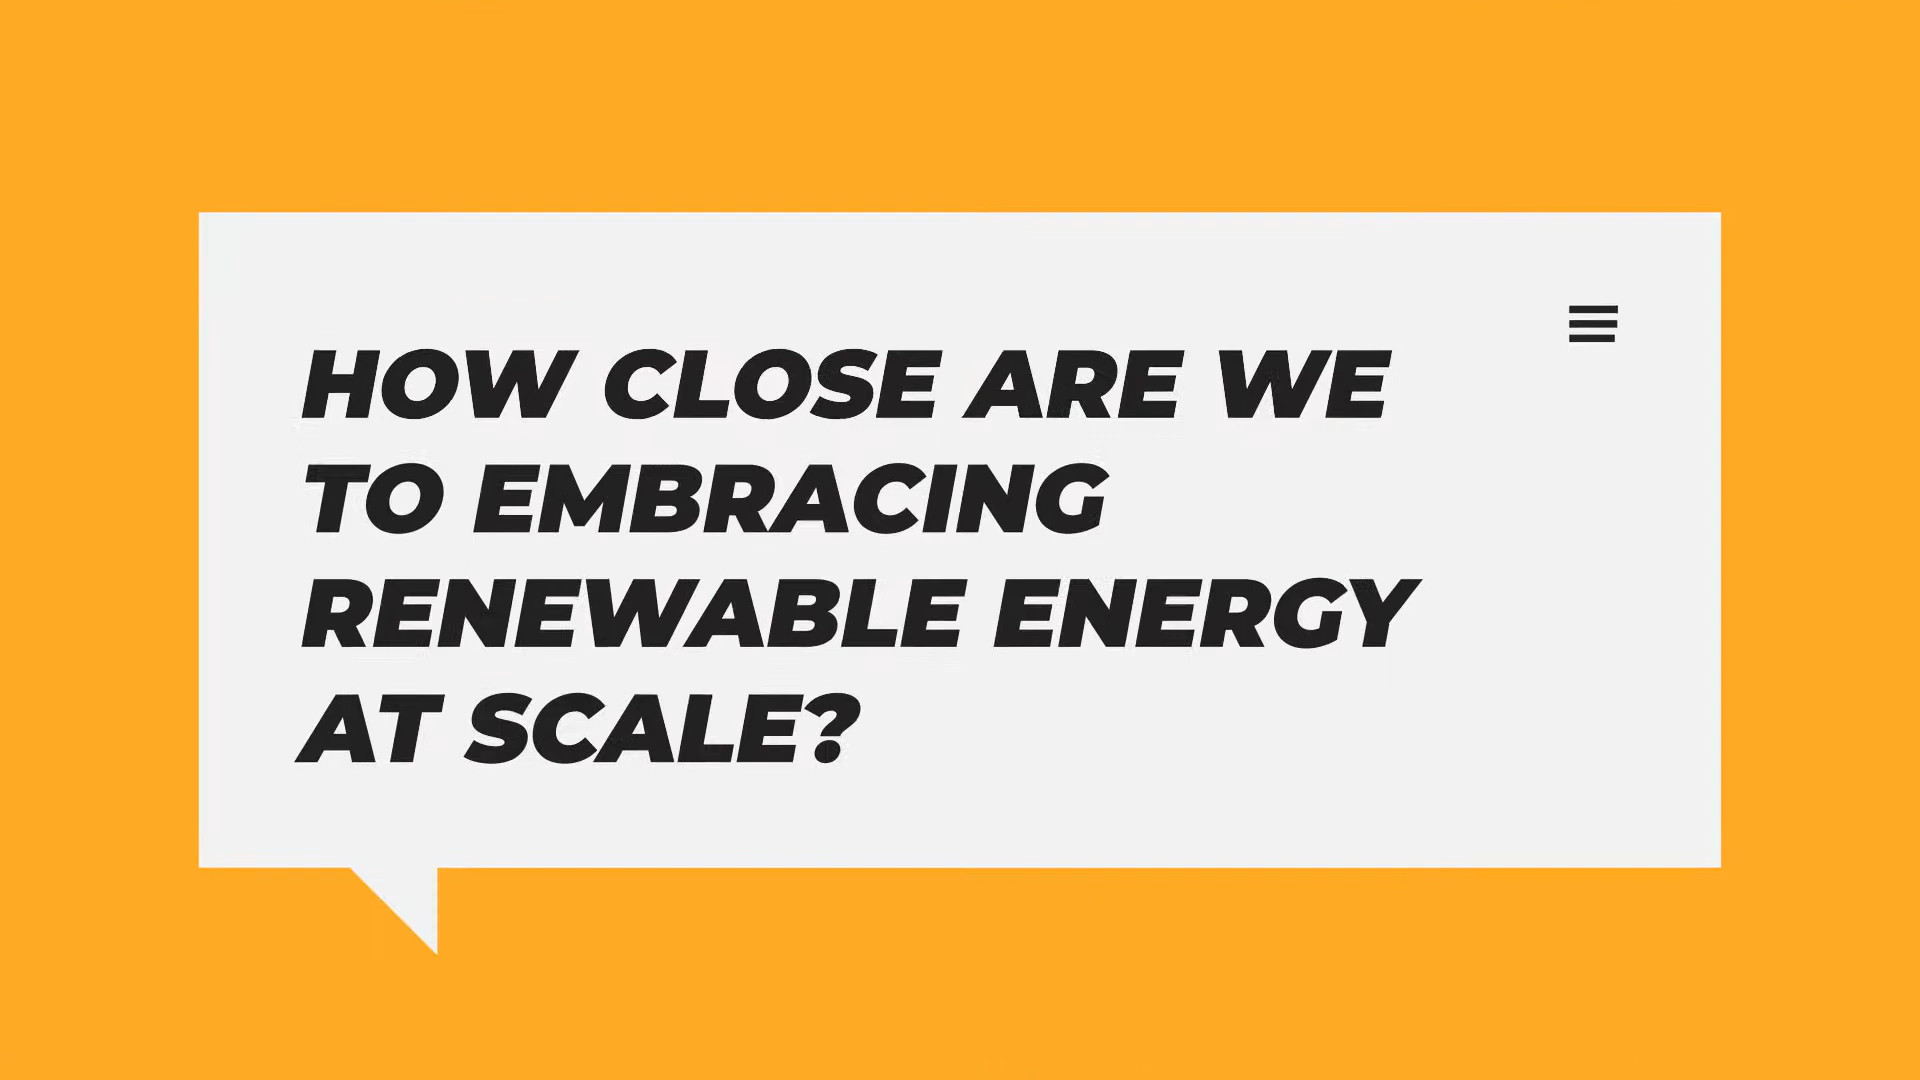 HOW CLOSE ARE WE
TO EMBRACING
RENEWABLE ENERGY
AT SCALE?